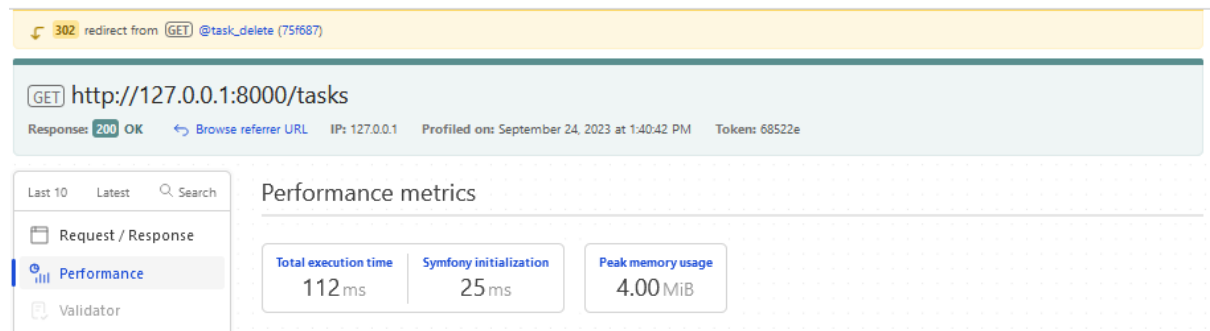 302 redirect from GET @task_delete (75f687)
GET http://127.0.0.1:8000/tasks
Response: 200 OK Browse referrer URL IP: 127.0.0.1 Profiled on: September 24, 2023 at 1:40:42 PM Token: 68522e
Last 10 Latest Search
Performance metrics
Request / Response
Performance
Validator
Total execution time Symfony initialization Peak memory usage
112 ms 25 ms 4.00 MiB